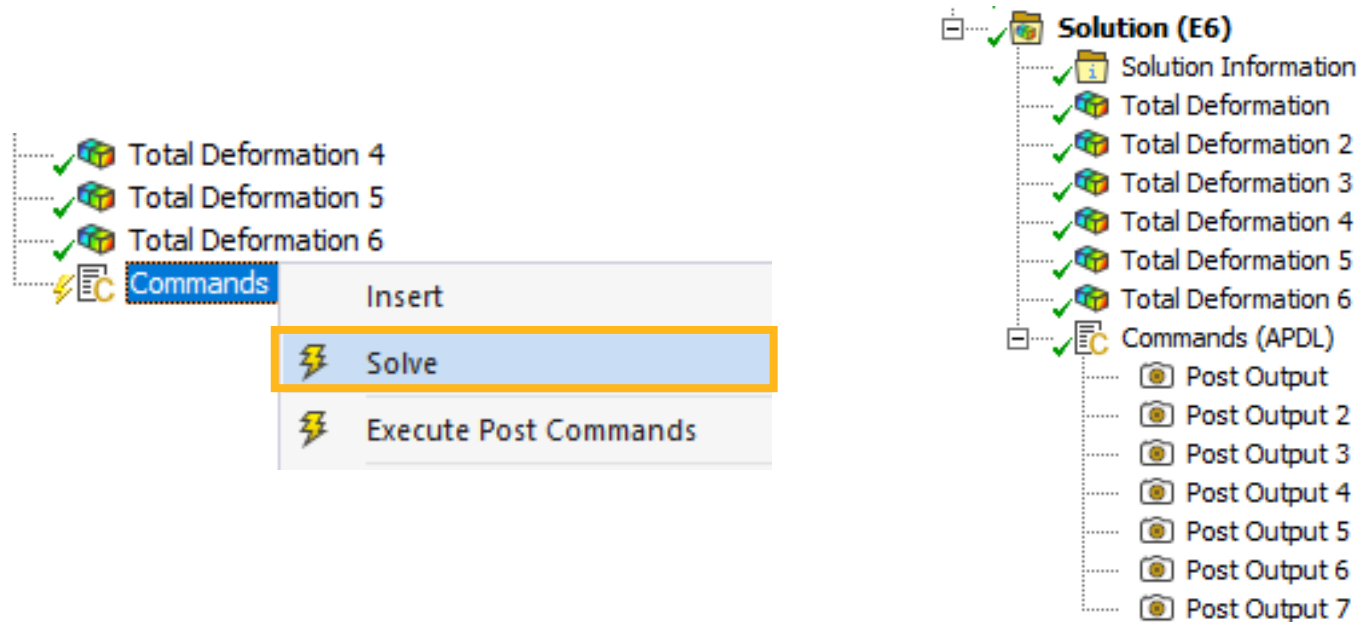 Total Deformation 4
Total Deformation 5
Total Deformation 6
Commands
Insert
Solve
Execute Post Commands
Solution (E6)
Solution Information
Total Deformation
Total Deformation 2
Total Deformation 3
Total Deformation 4
Total Deformation 5
Total Deformation 6
Commands (APDL)
Post Output
Post Output 2
Post Output 3
Post Output 4
Post Output 5
Post Output 6
Post Output 7